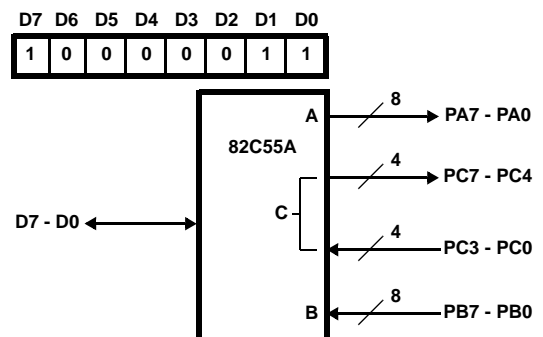 D7 D6 D5 D4 D3 D2 D1 D0
1 0 0 0 0 0 1 1
8
A PA7 - PA0
82C55A
4
PC7 - PC4
C
D7 - D0
4
PC3 - PC0
8
B PB7 - PB0